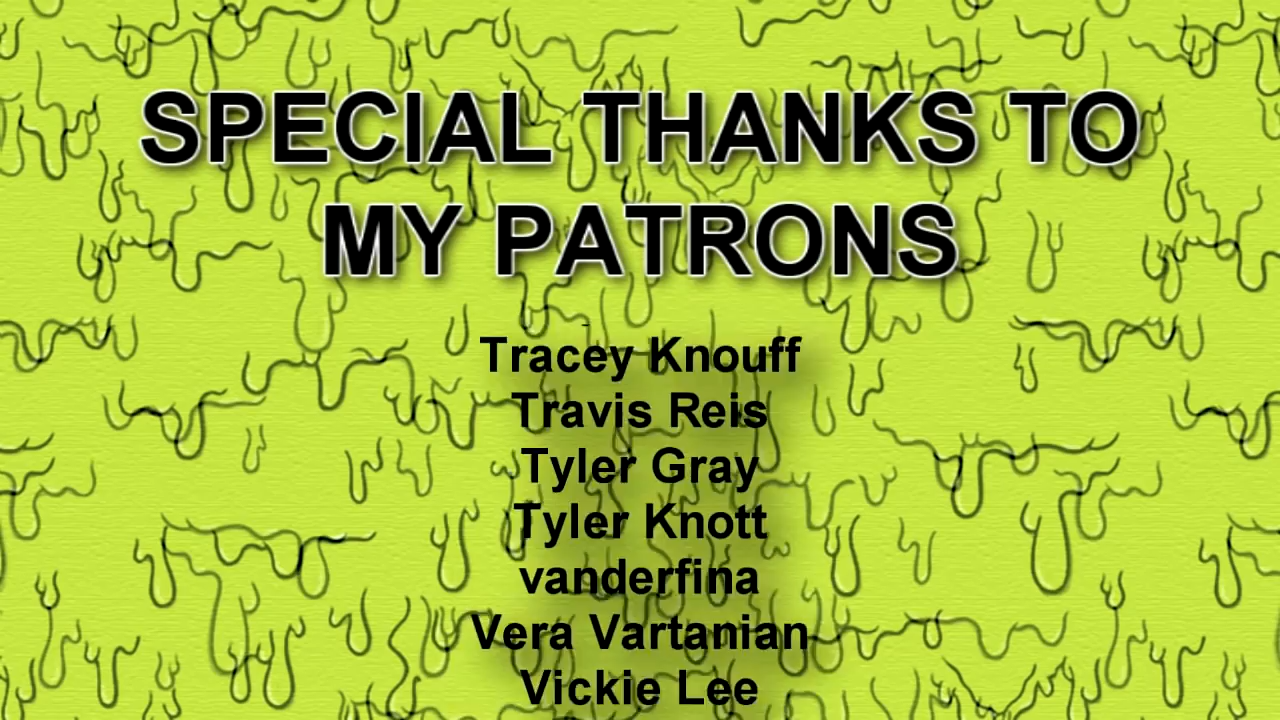 SPECIAL THANKS TO
MY PATRONS
Tracey Knouff
Travis Reis
Tyler Gray
Tyler Knott
vanderfina
Vera Vartanian
Vickie Lee